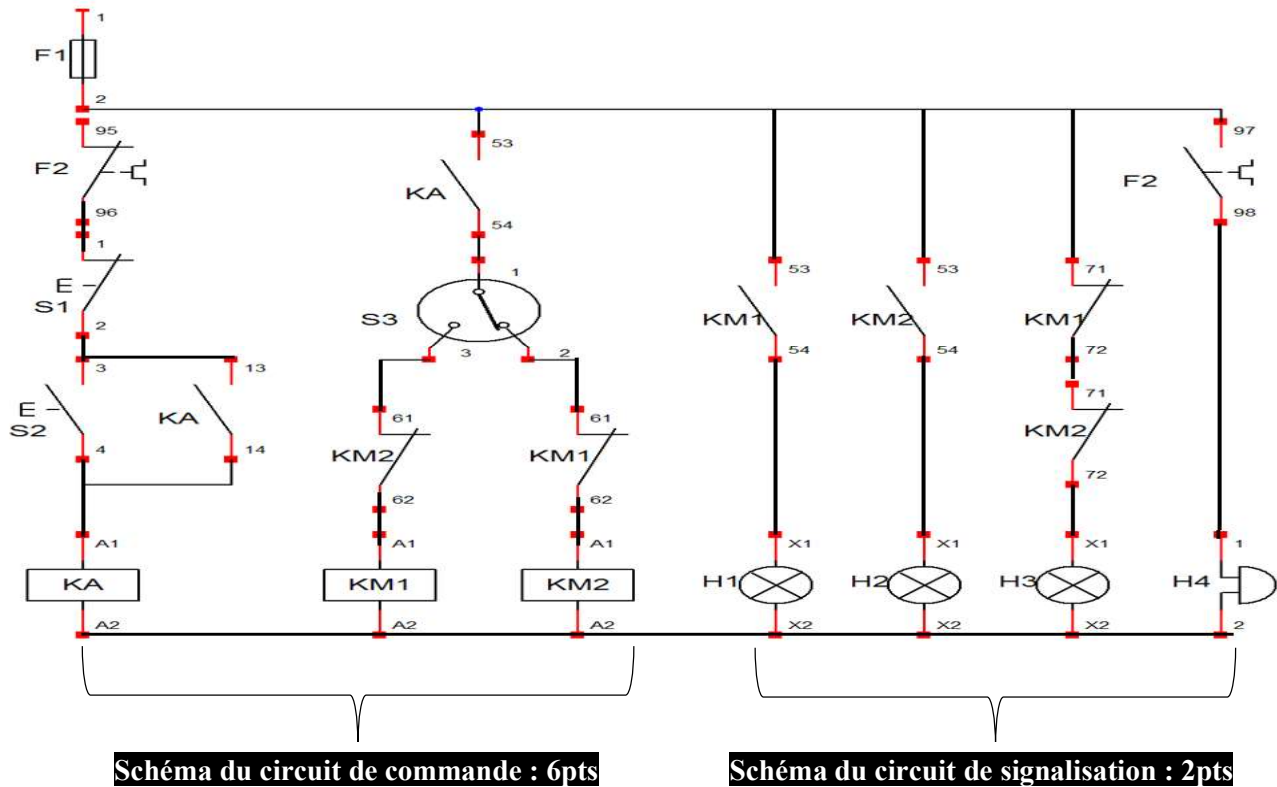 1
F1
2
95 53 97
F2 KA F2
96 54 98
1 1 53 53 71
E
S1 S3 KM1 KM2 KM1
2 3 2 54 54 72
3 13 71
E KA 61 61 KM2
S2
4 14 KM2 KM1 72
62 62
A1 A1 A1 X1 X1 X1 1
KA KM1 KM2 H1 H2 H3 H4
A2 A2 A2 X2 X2 X2 2
Schéma du circuit de commande : 6pts
Schéma du circuit de signalisation : 2pts